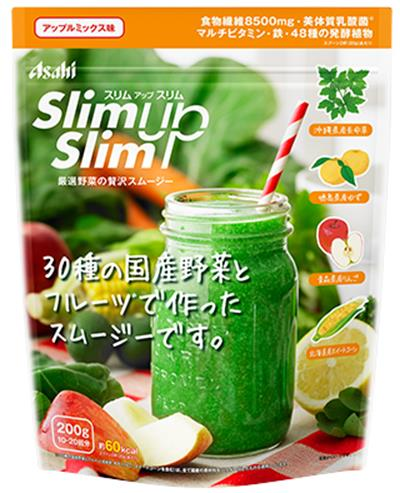 アップルミックス味
食物繊維8500mg・美体質乳酸菌®
マルチビタミン・鉄・48種の発酵植物
Asahi
スリム アップ スリム
Slimup
Slim
厳選野菜の贅沢スムージー
沖縄県産長命草
徳島県産ゆず
青森県産りんご
北海道産スイートコーン
30種の国産野菜と
フルーツで作った
スムージーです。
200g
10-20回分
約60kcal